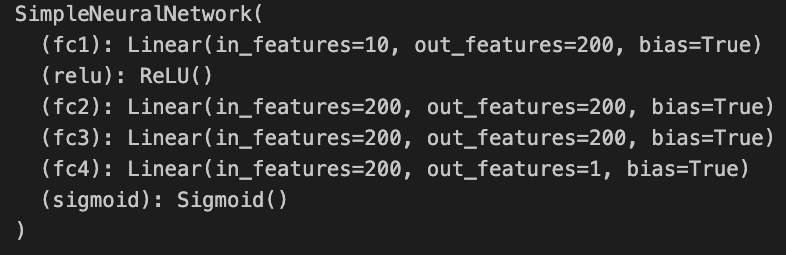 SimpleNeuralNetwork(
  (fc1): Linear(in_features=10, out_features=200, bias=True)
  (relu): ReLU()
  (fc2): Linear(in_features=200, out_features=200, bias=True)
  (fc3): Linear(in_features=200, out_features=200, bias=True)
  (fc4): Linear(in_features=200, out_features=1, bias=True)
  (sigmoid): Sigmoid()
)